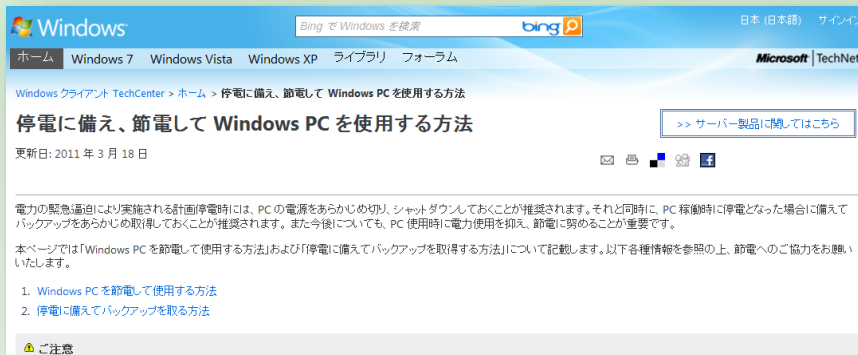 Windows
Bing で Windows を検索
bing
日本 (日本語) サインイン
ホーム Windows 7 Windows Vista Windows XP ライブラリ フォーラム
Microsoft | TechNet
Windows クライアント TechCenter > ホーム > 停電に備え、節電して Windows PC を使用する方法
停電に備え、節電して Windows PC を使用する方法
>> サーバー製品に関してはこちら
更新日: 2011 年 3 月 18 日
電力の緊急逼迫により実施される計画停電時には、PC の電源をあらかじめ切り、シャットダウンしておくことが推奨されます。それと同時に、PC 稼働時に停電となった場合に備えて
バックアップをあらかじめ取得しておくことが推奨されます。また今後についても、PC 使用時に電力使用を抑え、節電に努めることが重要です。
本ページでは「Windows PC を節電して使用する方法」および「停電に備えてバックアップを取得する方法」について記載します。以下各種情報を参照の上、節電へのご協力をお願い
いたします。
1. Windows PC を節電して使用する方法
2. 停電に備えてバックアップを取る方法
ご注意